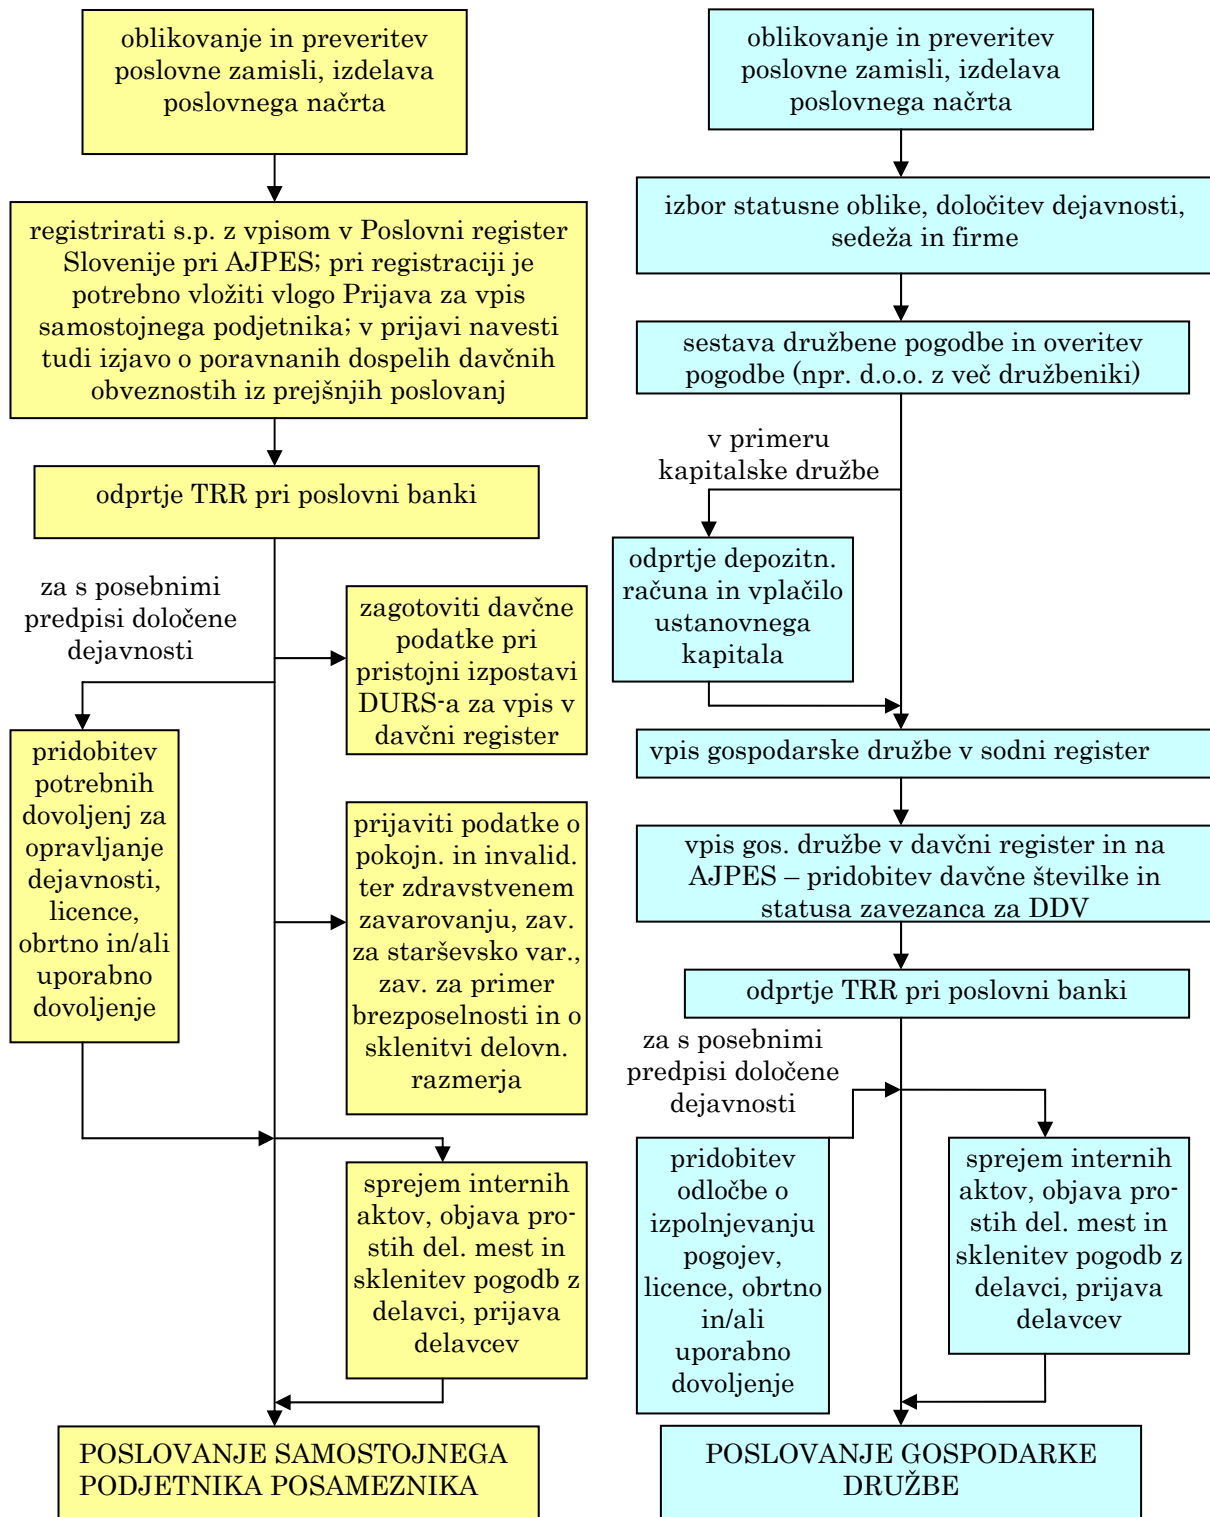 oblikovanje in preveritev
poslovne zamisli, izdelava
poslovnega načrta
registrirati s.p. z vpisom v Poslovni register
Slovenije pri AJPES; pri registraciji je
potrebno vložiti vlogo Prijava za vpis
samostojnega podjetnika; v prijavi navesti
tudi izjavo o poravnanih dospelih davčnih
obveznostih iz prejšnjih poslovanj
odprtje TRR pri poslovni banki
za s posebnimi
predpisi določene
dejavnosti
zagotoviti davčne
podatke pri
pristojni izpostavi
DURS-a za vpis v
davčni register
pridobitev
potrebnih
dovoljenj za
opravljanje
dejavnosti,
licence,
obrtno in/ali
uporabno
dovoljenje
prijaviti podatke o
pokojn. in invalid.
ter zdravstvenem
zavarovanju, zav.
za starševsko var.,
zav. za primer
brezposelnosti in o
sklenitvi delovn.
razmerja
sprejem internih
aktov, objava pro-
stih del. mest in
sklenitev pogodb z
delavci, prijava
delavcev
POSLOVANJE SAMOSTOJNEGA
PODJETNIKA POSAMEZNIKA
oblikovanje in preveritev
poslovne zamisli, izdelava
poslovnega načrta
izbor statusne oblike, določitev dejavnosti,
sedeža in firme
sestava družbene pogodbe in overitev
pogodbe (npr. d.o.o. z več družbeniki)
v primeru
kapitalske družbe
odprtje depozitn.
računa in vplačilo
ustanovnega
kapitala
vpis gospodarske družbe v sodni register
vpis gos. družbe v davčni register in na
AJPES – pridobitev davčne številke in
statusa zavezanca za DDV
odprtje TRR pri poslovni banki
za s posebnimi
predpisi določene
dejavnosti
pridobitev
odločbe o
izpolnjevanju
pogojev,
licence, obrtno
in/ali
uporabno
dovoljenje
sprejem internih
aktov, objava pro-
stih del. mest in
sklenitev pogodb z
delavci, prijava
delavcev
POSLOVANJE GOSPODARKE
DRUŽBE